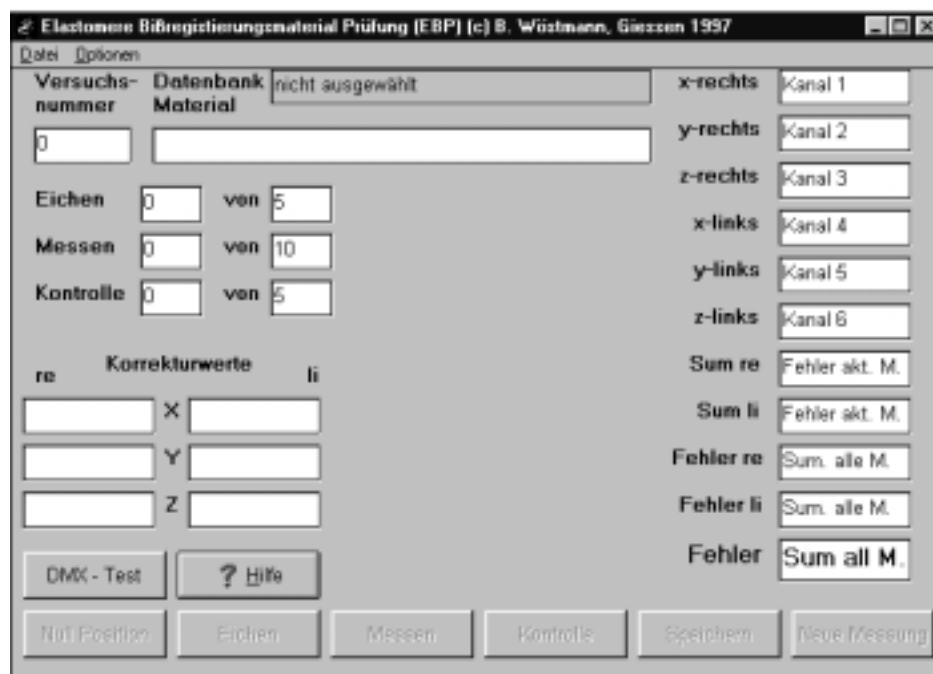 Elastomere Bißregistierungsmaterial Prüfung (EBP) (c) B. Wöstmann, Giessen 1997
Datei Optionen
Versuchs-nummer Datenbank nicht ausgewählt
Material
0
Eichen 0 von 5
Messen 0 von 10
Kontrolle 0 von 5
Korrekturwerte
re li
X
Y
Z
DMX - Test ? Hilfe
x-rechts Kanal 1
y-rechts Kanal 2
z-rechts Kanal 3
x-links Kanal 4
y-links Kanal 5
z-links Kanal 6
Sum re Fehler akt. M.
Sum li Fehler akt. M.
Fehler re Sum. alle M.
Fehler li Sum. alle M.
Fehler Sum all M.
Null Position Eichen Messen Kontrolle Speichern Neue Messung